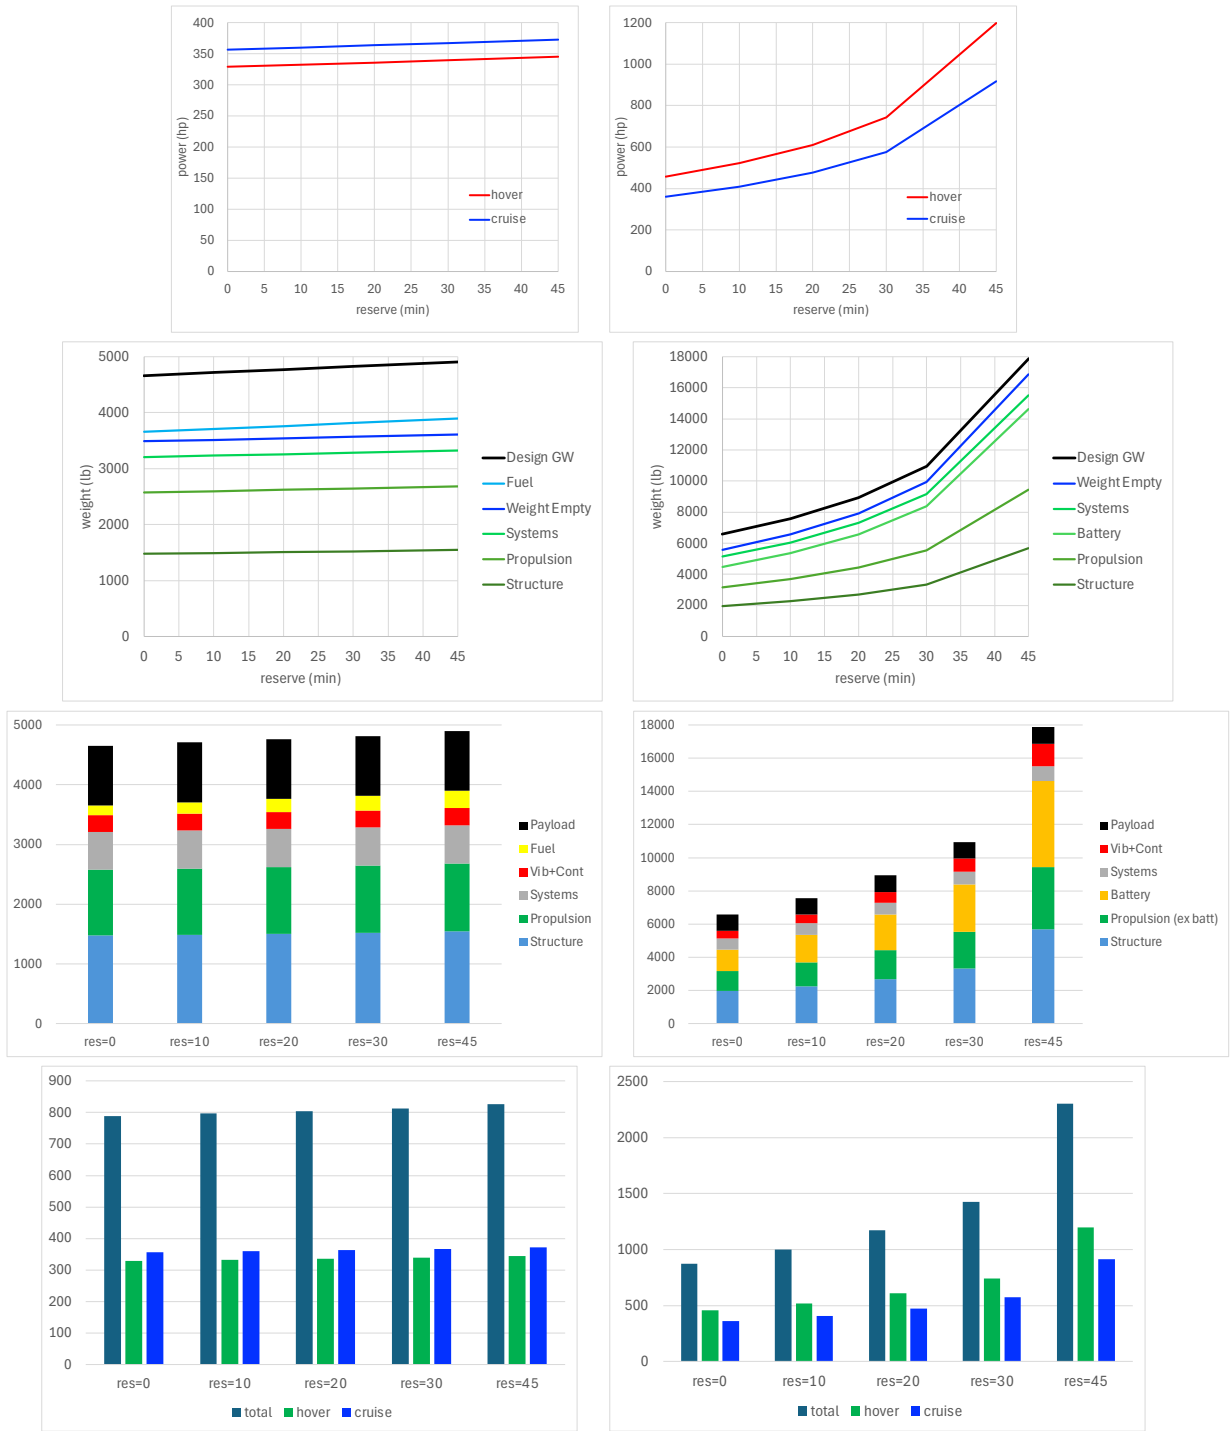 400
350
300
250
200
150
100
50
0
power (hp)
hover
cruise
0 5 10 15 20 25 30 35 40 45
reserve (min)
1200
1000
800
600
400
200
0
power (hp)
hover
cruise
0 5 10 15 20 25 30 35 40 45
reserve (min)
5000
4000
3000
2000
1000
0
weight (lb)
Design GW
Fuel
Weight Empty
Systems
Propulsion
Structure
0 5 10 15 20 25 30 35 40 45
reserve (min)
18000
16000
14000
12000
10000
8000
6000
4000
2000
0
weight (lb)
Design GW
Weight Empty
Systems
Battery
Propulsion
Structure
0 5 10 15 20 25 30 35 40 45
reserve (min)
5000
4000
3000
2000
1000
0
Payload
Fuel
Vib+Cont
Systems
Propulsion
Structure
res=0 res=10 res=20 res=30 res=45
18000
16000
14000
12000
10000
8000
6000
4000
2000
0
Payload
Vib+Cont
Systems
Battery
Propulsion (ex batt)
Structure
res=0 res=10 res=20 res=30 res=45
900
800
700
600
500
400
300
200
100
0
res=0 res=10 res=20 res=30 res=45
total hover cruise
2500
2000
1500
1000
500
0
res=0 res=10 res=20 res=30 res=45
total hover cruise